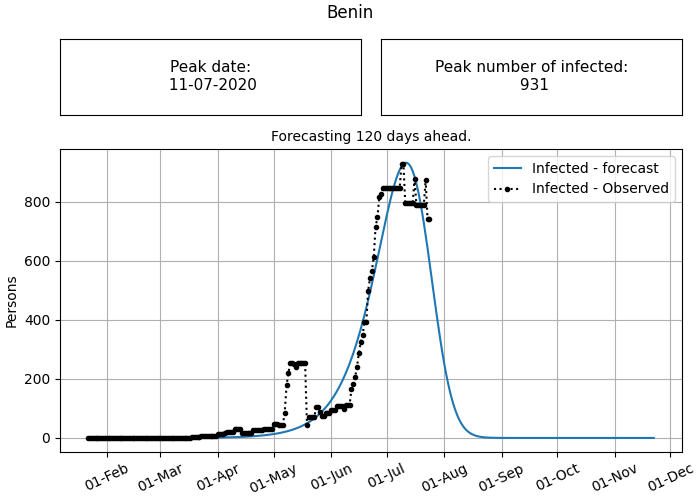 Benin
Peak date:
11-07-2020
Peak number of infected:
931
Forecasting 120 days ahead.
Infected - forecast
Infected - Observed
Persons
800
600
400
200
0
01-Feb
01-Mar
01-Apr
01-May
01-Jun
01-Jul
01-Aug
01-Sep
01-Oct
01-Nov
01-Dec